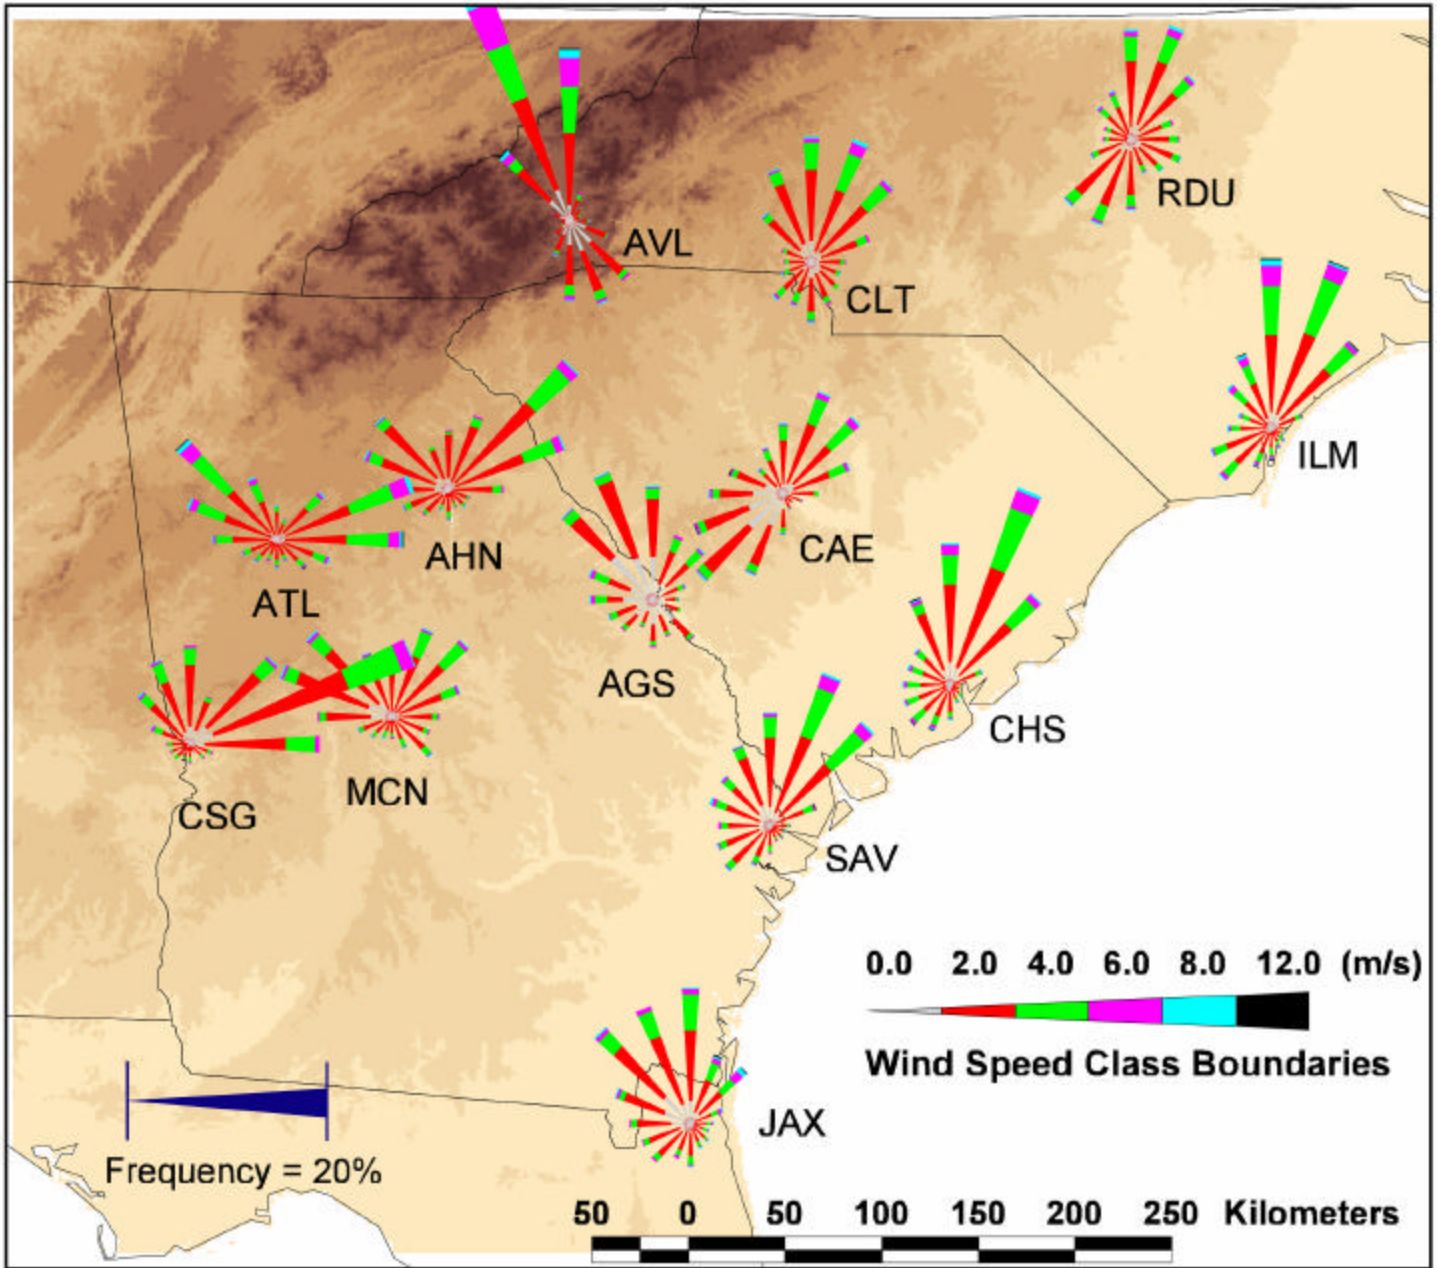 RDU
AVL
CLT
ILM
AHN
CAE
ATL
AGS
CHS
MCN
CSG
SAV
0.0 2.0 4.0 6.0 8.0 12.0 (m/s)
Wind Speed Class Boundaries
JAX
Frequency = 20%
50 0 50 100 150 200 250 Kilometers